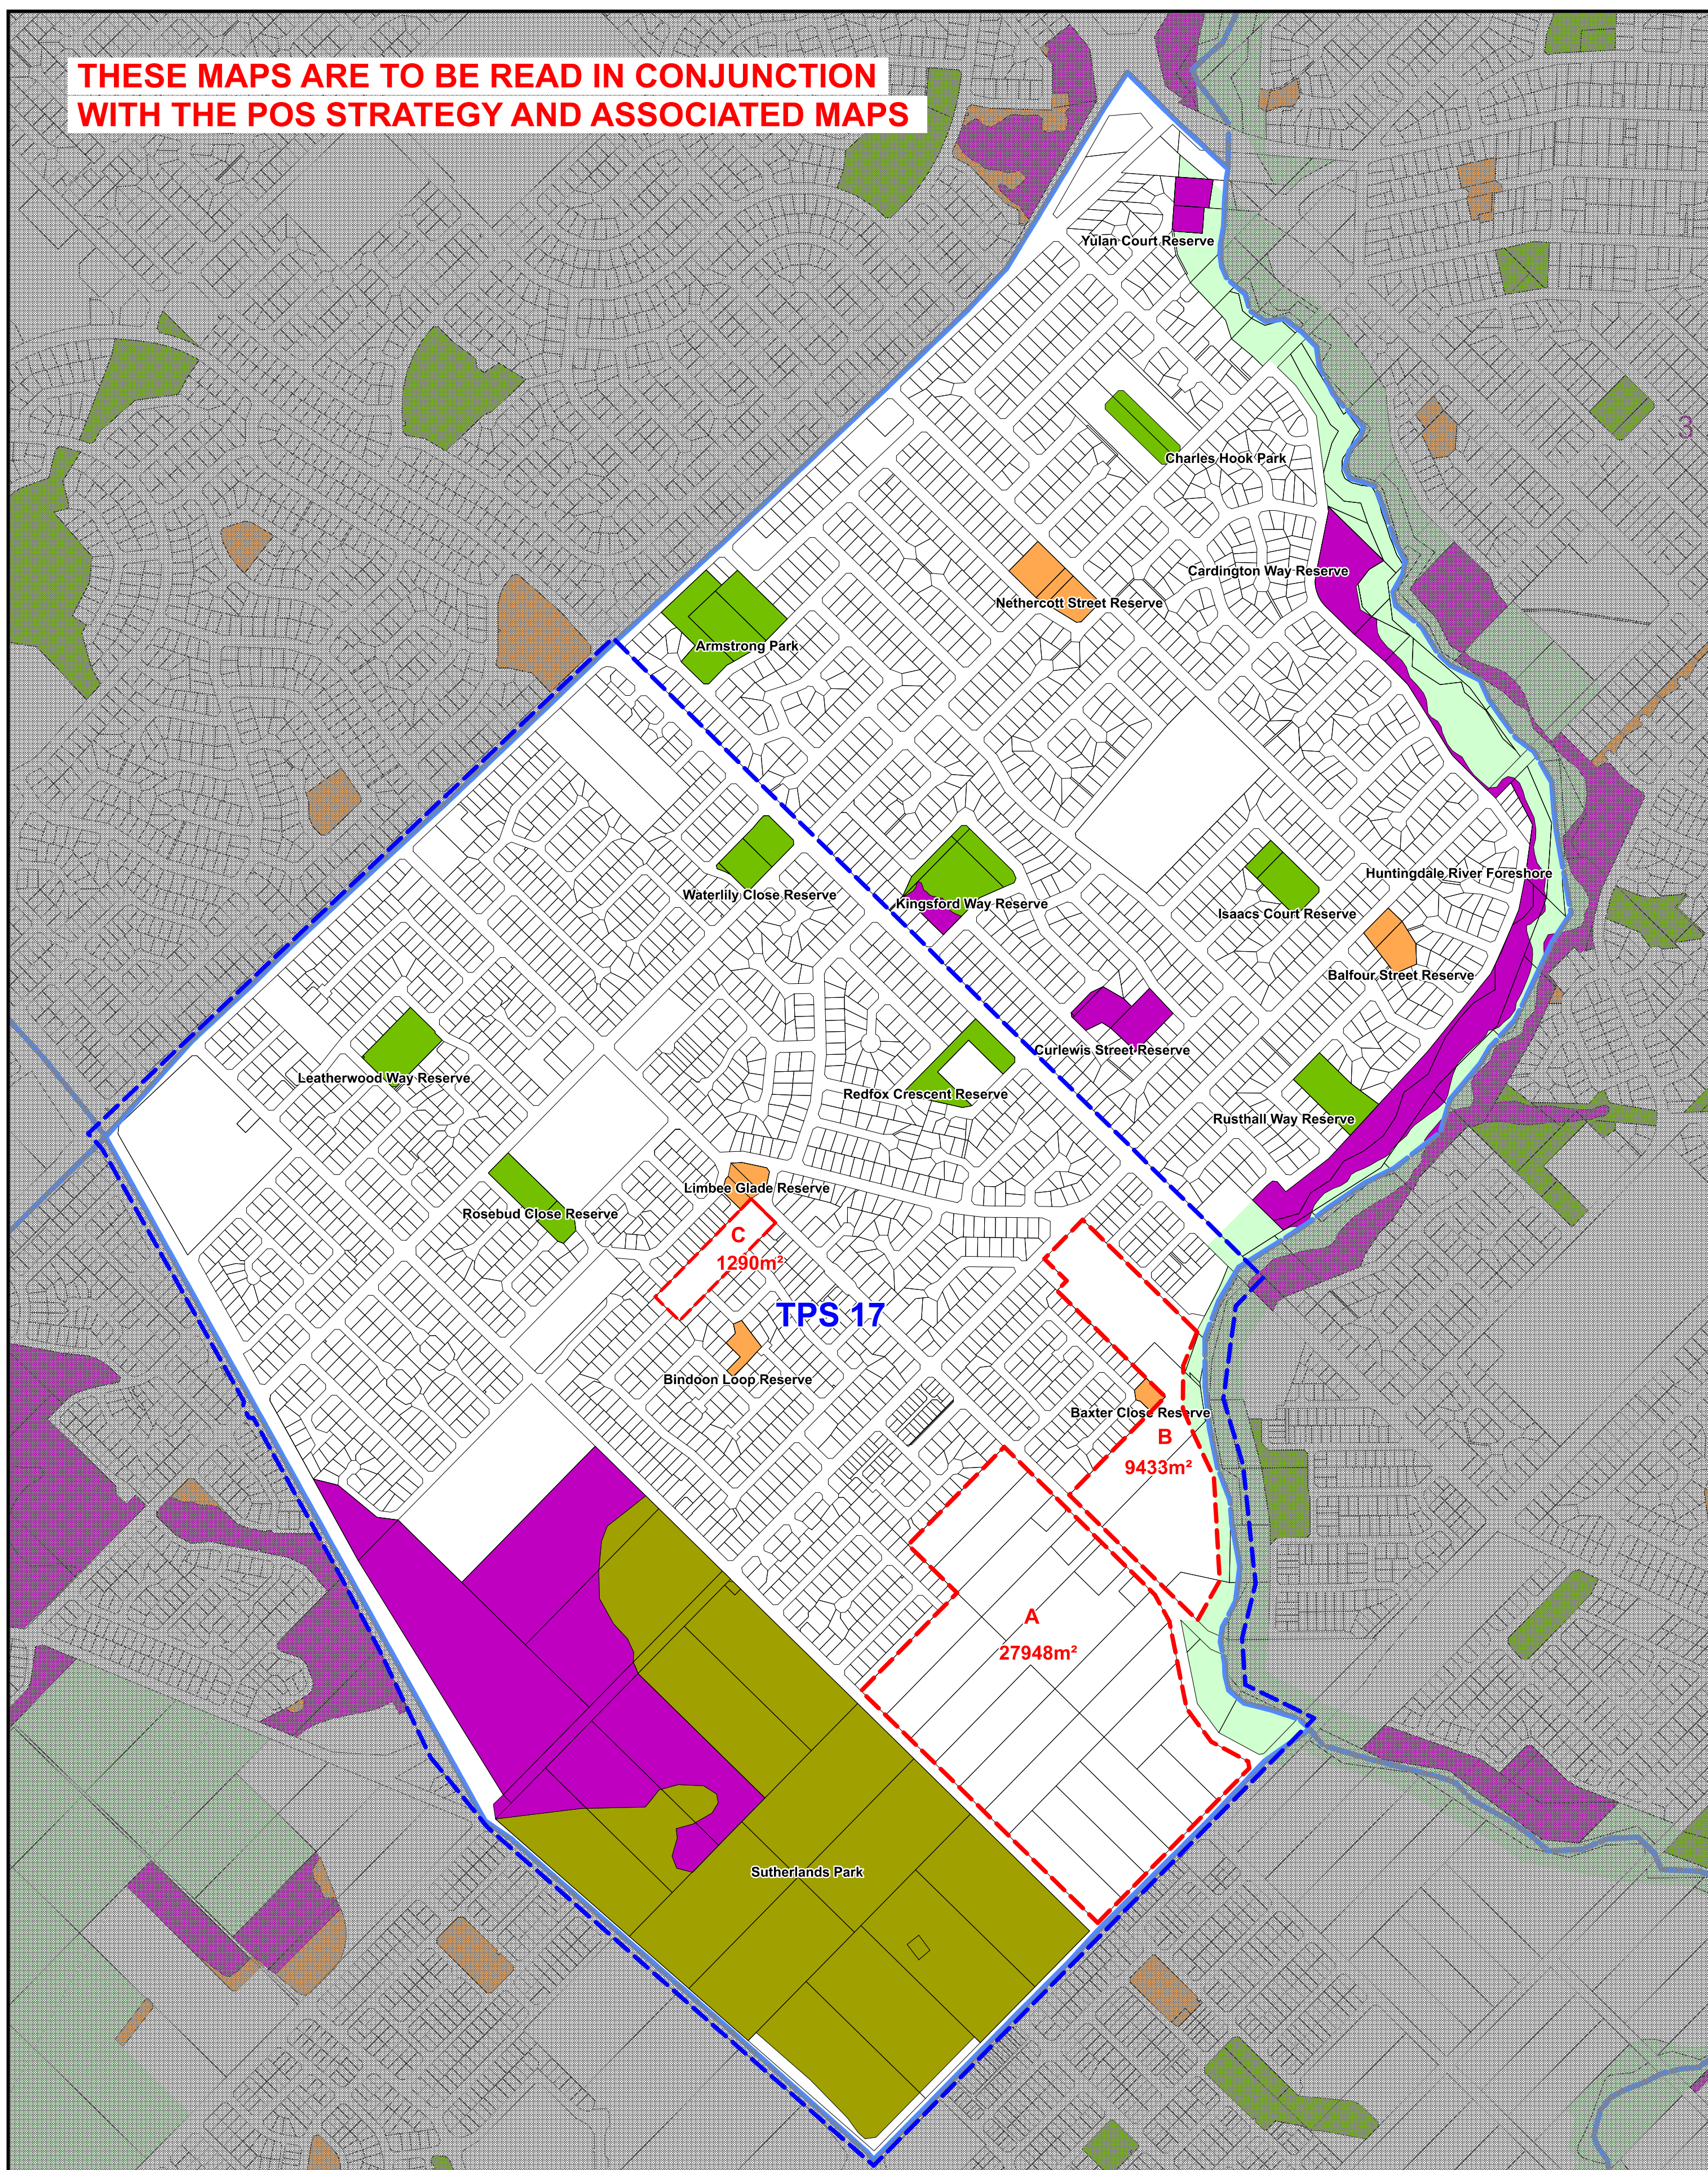 THESE MAPS ARE TO BE READ IN CONJUNCTION
WITH THE POS STRATEGY AND ASSOCIATED MAPS
Yulan Court Reserve
3
Charles Hook Park
Cardington Way Reserve
Nethercott Street Reserve
Armstrong Park
Huntingdale River Foreshore
Waterlily Close Reserve
Kingsford Way Reserve
Isaacs Court Reserve
Balfour Street Reserve
Curlewis Street Reserve
Leatherwood Way Reserve
Redfox Crescent Reserve
Rusthall Way Reserve
Limbee Glade Reserve
Rosebud Close Reserve
C
1290m²
TPS 17
Bindoon Loop Reserve
Baxter Close Reserve
B
9433m²
A
27948m²
Sutherlands Park